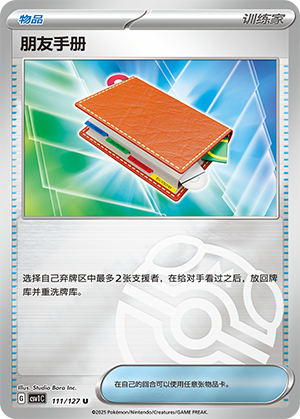 物品
训练家
朋友手册
选择自己弃牌区中最多2张支援者，在给对手看过之后，放回牌
库并重洗牌库。
Illus. Studio Bora Inc.
G CSV1C 111/127 U
在自己的回合可以使用任意张物品卡。
©2025 Pokémon/Nintendo/Creatures/GAME FREAK.